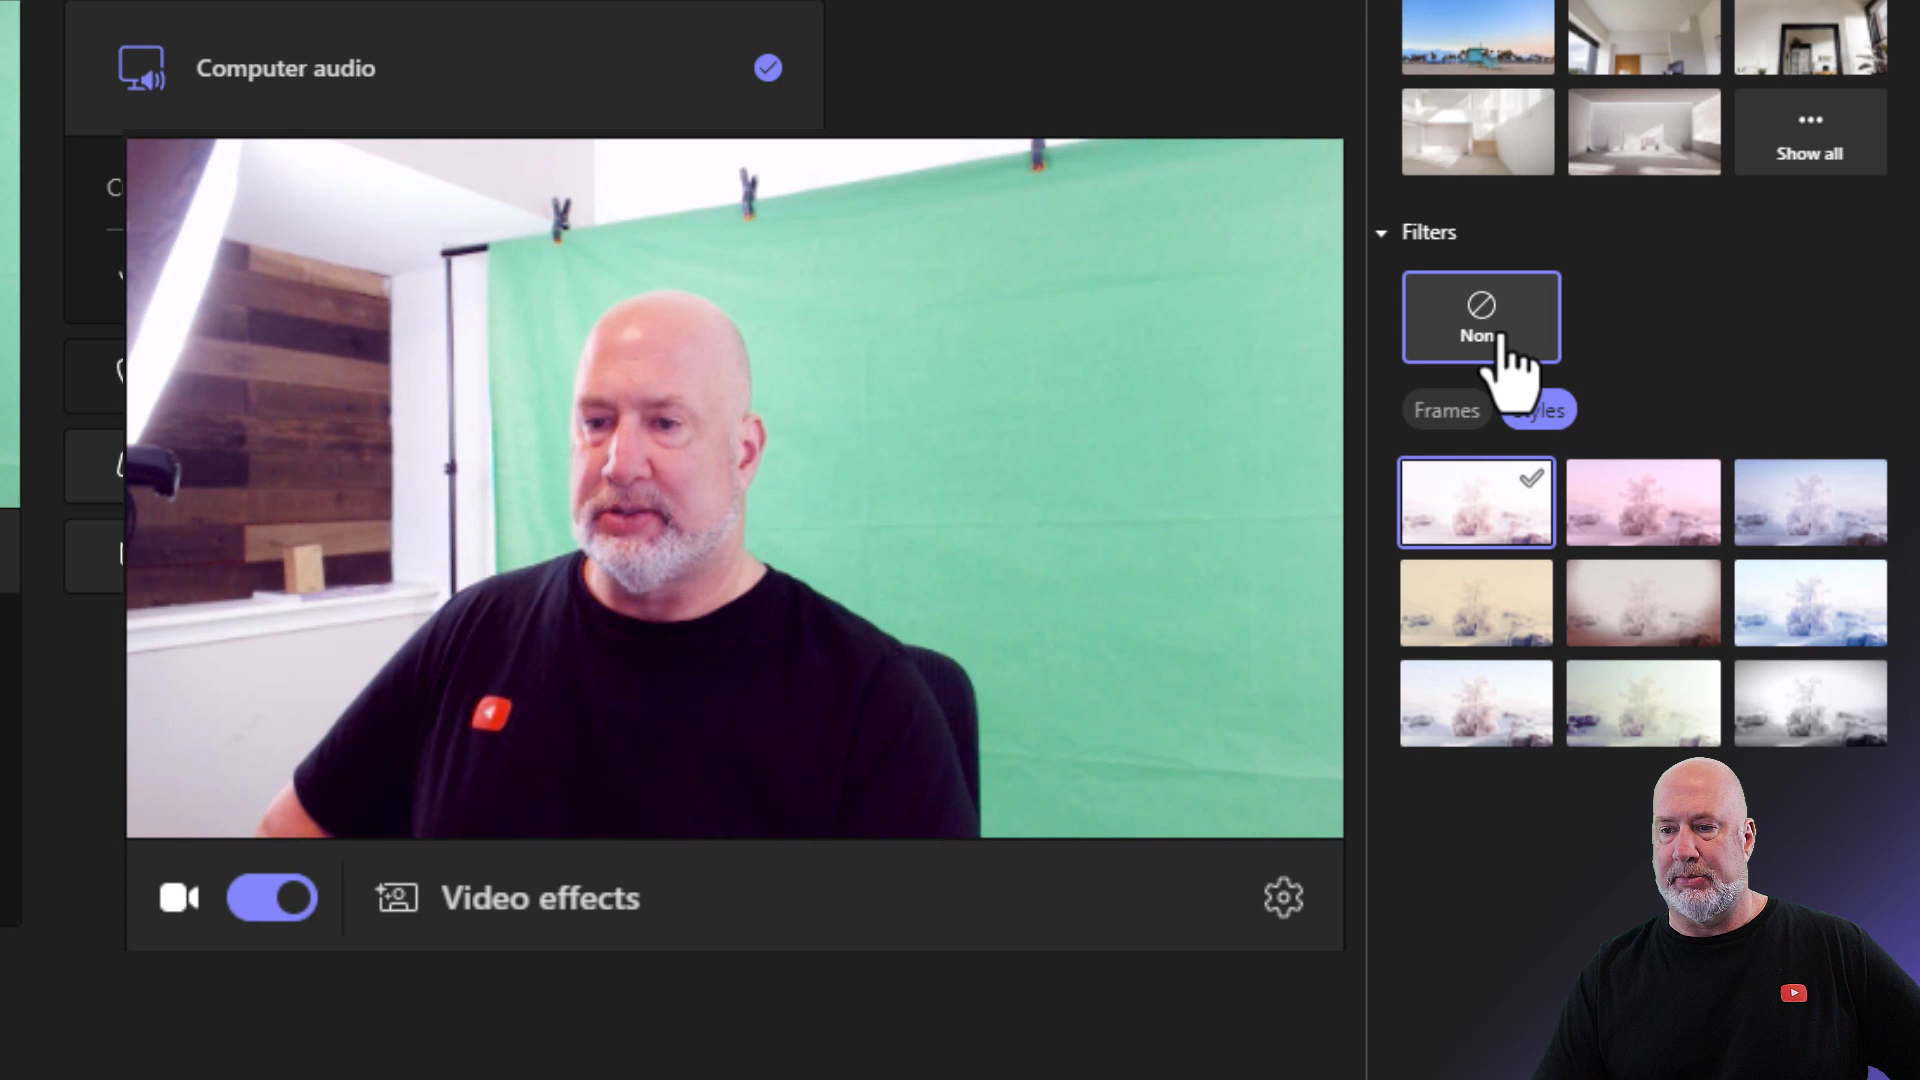 Computer audio
Show all
Filters
Frames
Video effects